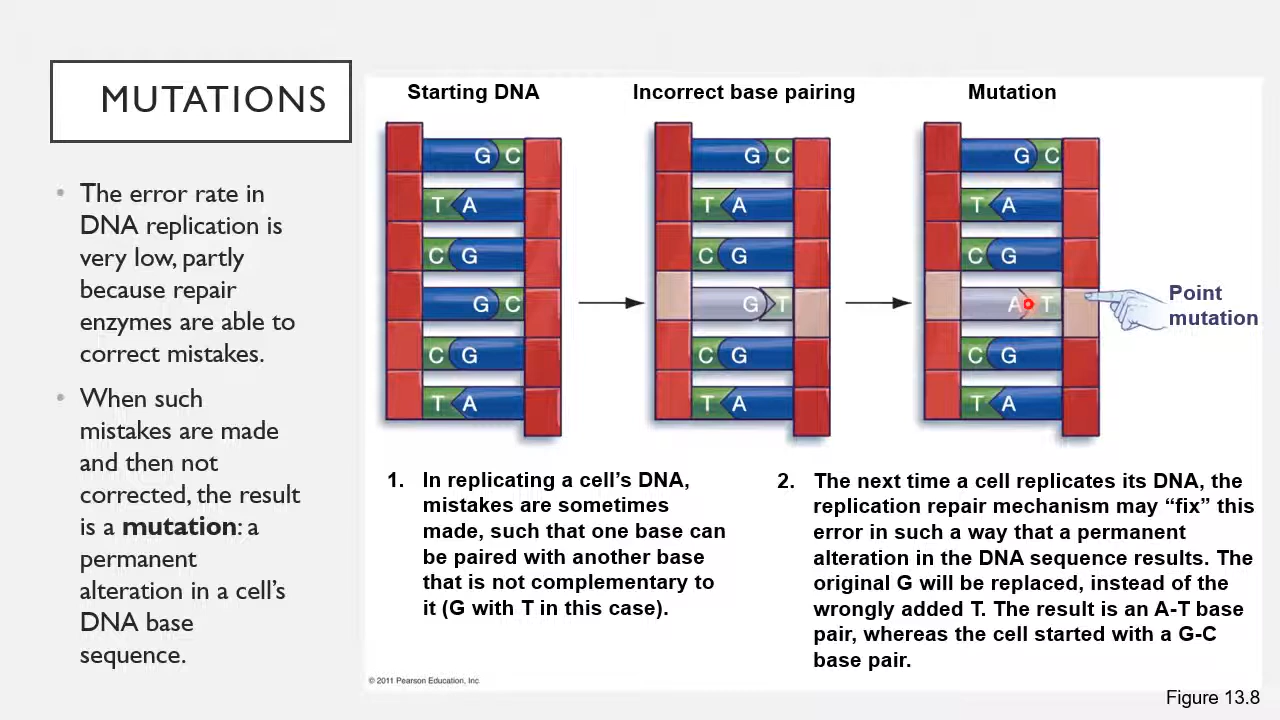 MUTATIONS
• The error rate in
DNA replication is
very low, partly
because repair
enzymes are able to
correct mistakes.
• When such
mistakes are made
and then not
corrected, the result
is a mutation: a
permanent
alteration in a cell’s
DNA base
sequence.
Starting DNA
G C
T A
C G
G C
C G
T A
Incorrect base pairing
G C
T A
C G
G T
C G
T A
Mutation
G C
T A
C G
A T
C G
T A
Point
mutation
1. In replicating a cell’s DNA,
mistakes are sometimes
made, such that one base can
be paired with another base
that is not complementary to
it (G with T in this case).
2. The next time a cell replicates its DNA, the
replication repair mechanism may “fix” this
error in such a way that a permanent
alteration in the DNA sequence results. The
original G will be replaced, instead of the
wrongly added T. The result is an A-T base
pair, whereas the cell started with a G-C
base pair.
© 2011 Pearson Education, Inc
Figure 13.8